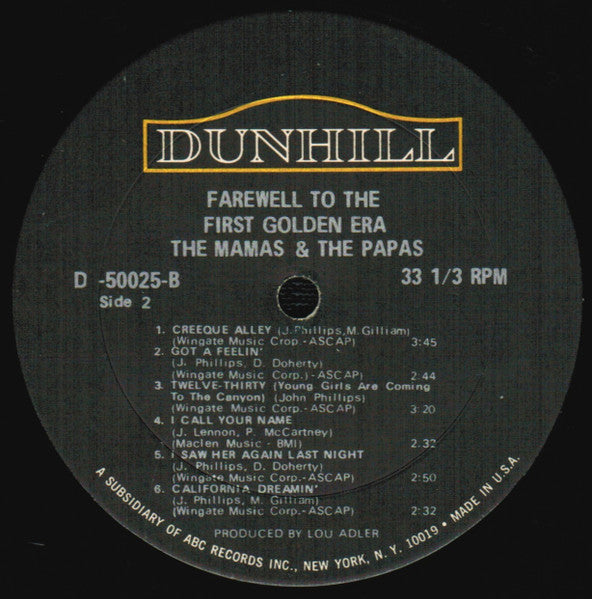 DUNHILL
FAREWELL TO THE
FIRST GOLDEN ERA
THE MAMAS & THE PAPAS
D -50025-B 33 1/3 RPM
Side 2
1. CREEQUE ALLEY (J. Phillips, M. Gilliam)
(Wingate Music Crop - ASCAP) 3:45
2. GOT A FEELIN'
(J. Phillips, D. Doherty)
(Wingate Music Corp.) - ASCAP) 2:44
3. TWELVE-THIRTY (Young Girls Are Coming
To The Canyon) (John Phillips)
(Wingate Music Corp. - ASCAP) 3:20
4. I CALL YOUR NAME
(J. Lennon, P. McCartney)
(Maclen Music - BMI) 2:32
5. I SAW HER AGAIN LAST NIGHT
(J. Phillips, D. Doherty)
(Wingate Music Corp. - ASCAP) 2:50
6. CALIFORNIA DREAMIN'
(J. Phillips, M. Gilliam)
(Wingate Music Corp. - ASCAP) 2:32
PRODUCED BY LOU ADLER
A SUBSIDIARY OF ABC RECORDS INC., NEW YORK, N. Y. 10019 • MADE IN U.S.A.